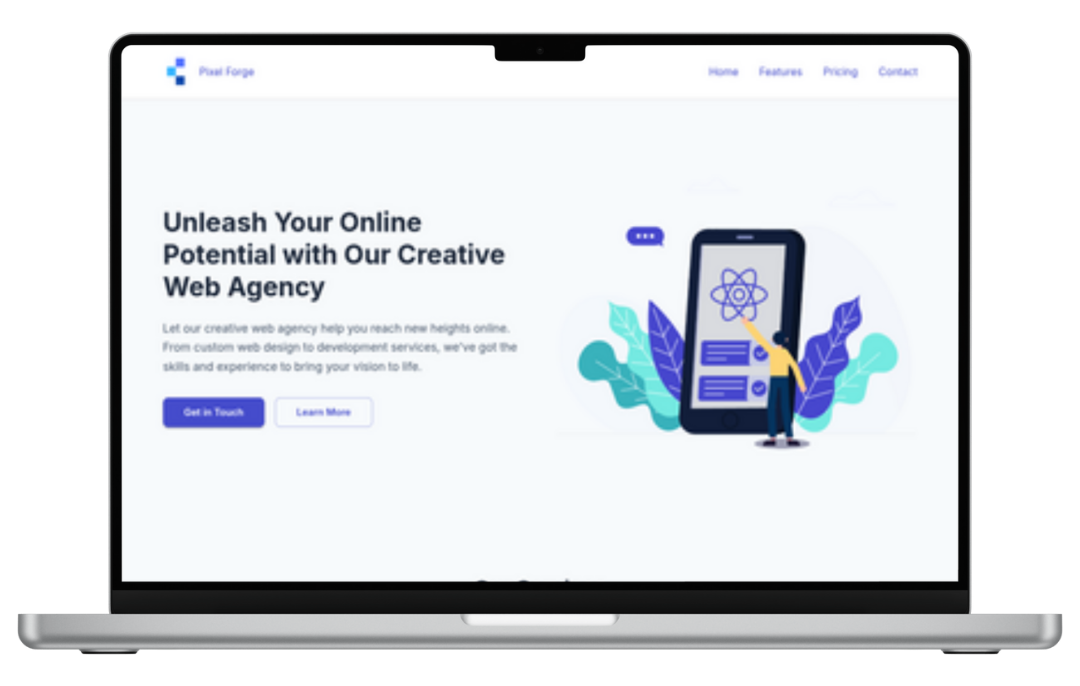 Pixel Forge
Home Features Pricing Contact
Unleash Your Online
Potential with Our Creative
Web Agency
Let our creative web agency help you reach new heights online.
From custom web design to development services, we've got the
skills and experience to bring your vision to life.
Get in Touch Learn More